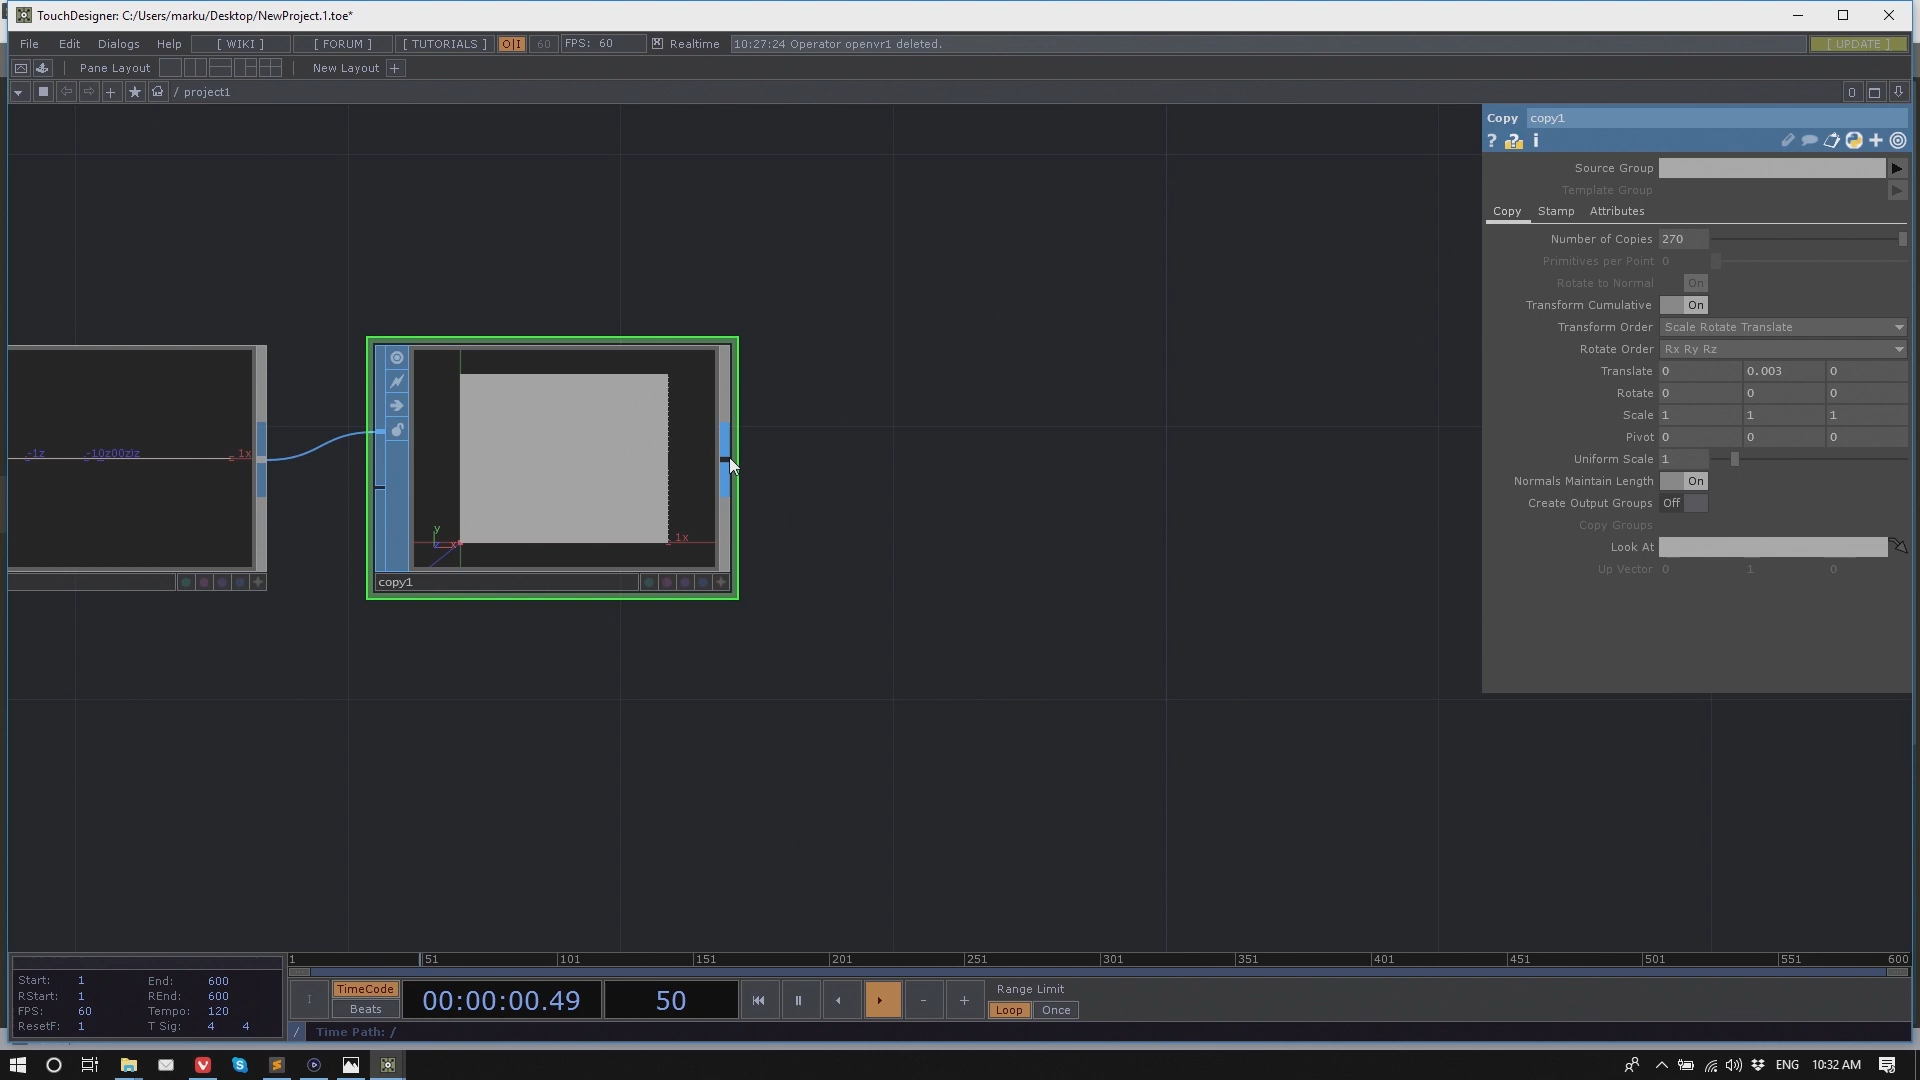 TouchDesigner: C:/Users/marku/Desktop/NewProject.1.toe*
File Edit Dialogs Help [ WIKI ] [ FORUM ] [ TUTORIALS ] O|I 60 FPS: 60 Realtime 10:27:24 Operator openvr1 deleted. [ UPDATE ]
Pane Layout New Layout +
/ project1 0
Copy copy1
? i
Source Group
Template Group
Copy Stamp Attributes
Number of Copies 270
Primitives per Point 0
Rotate to Normal On
Transform Cumulative On
Transform Order Scale Rotate Translate
Rotate Order Rx Ry Rz
Translate 0 0.003 0
Rotate 0 0 0
Scale 1 1 1
Pivot 0 0 0
Uniform Scale 1
Normals Maintain Length On
Create Output Groups Off
Copy Groups
Look At
Up Vector 0 1 0
-1z 1x
y
x 1x
copy1
1 51 101 151 201 251 301 351 401 451 501 551 600
Start: 1 End: 600
RStart: 1 REnd: 600
FPS: 60 Tempo: 120
ResetF: 1 T Sig: 4 4
TimeCode
Beats
00:00:00.49 50
- +
Range Limit
Loop Once
/ Time Path: /
ENG 10:32 AM